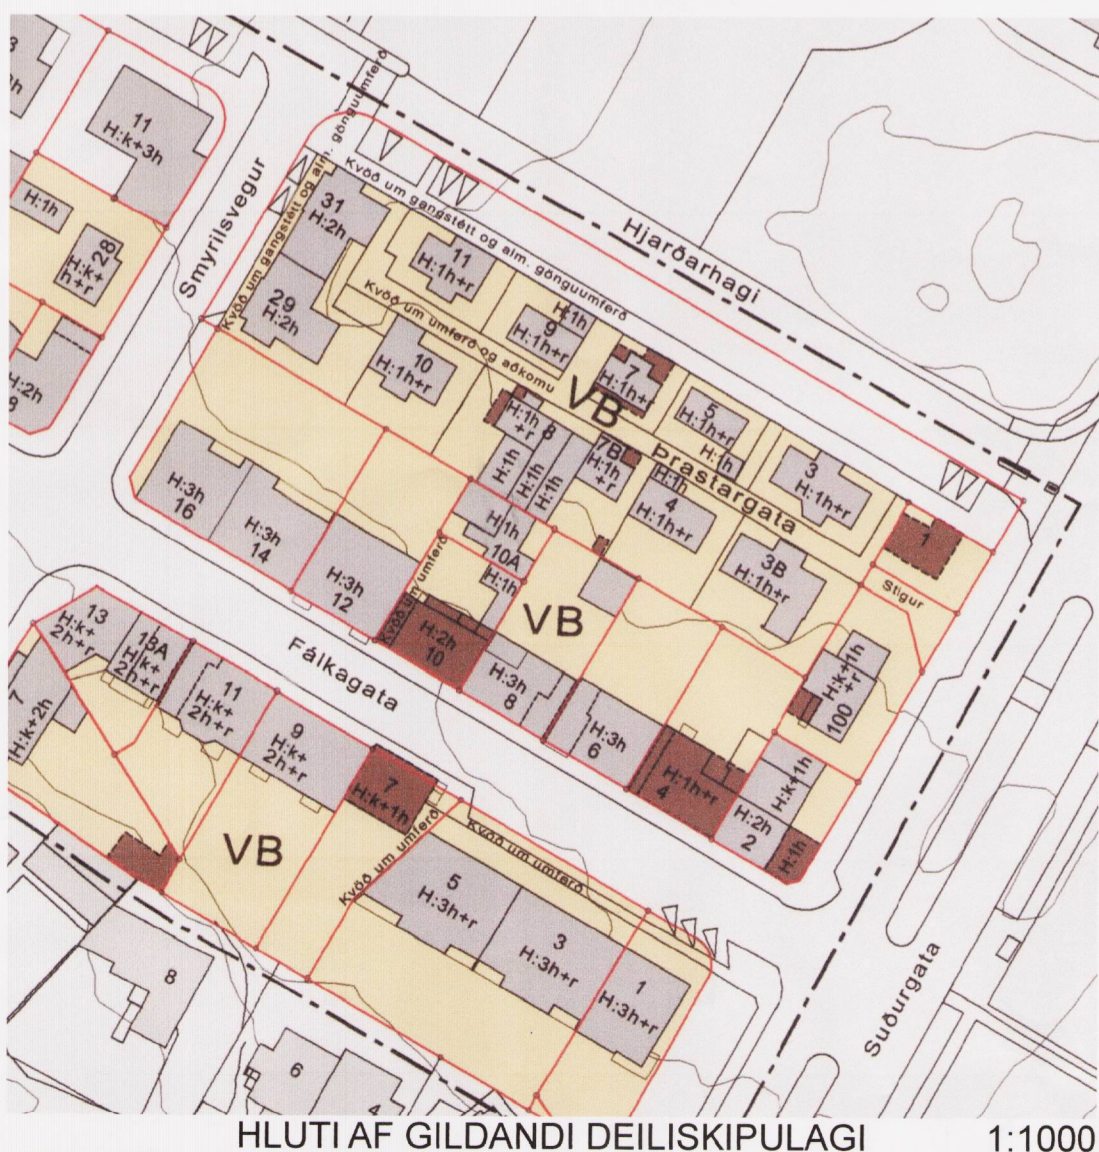 11
H:k+3h
H:1h
28
H:k+
h+r
H:2h
8
Smyrilsvegur
Kvöð um gangstétt og alm. gönguumferð
Kvöð um gangstétt og alm. gönguumferð
Hjarðarhagi
31
H:2h
29
H:2h
11
H:1h+r
Kvöð um umferð og aðkomu
10
H:1h+r
H:1h
9
H:1h+r
7
H:1h+r
VB
5
H:1h+r
H:1h
3
H:1h+r
1
Stígur
Þrastargata
H:1h
+r
8
H:1h
H:1h
H:1h
7B
H:1h
+r
H:1h
4
H:1h+r
3B
H:1h+r
H:1h
10A
H:1h
Kvöð um umferð
VB
H:3h
16
H:3h
14
H:3h
12
H:2h
10
H:3h
8
H:3h
6
H:1h+r
4
H:k+1h
+r
100
H:k+1h
H:2h
2
H:1h
Fálkagata
13
H:k+
2h+r
13A
H:k+
2h+r
11
H:k+
2h+r
9
H:k+
2h+r
7
H:k+1h
7
H:k+2h
VB
Kvöð um umferð
Kvöð um umferð
5
H:3h+r
3
H:3h+r
1
H:3h+r
Suðurgata
8
6
4
HLUTI AF GILDANDI DEILISKIPULAGI 1:1000